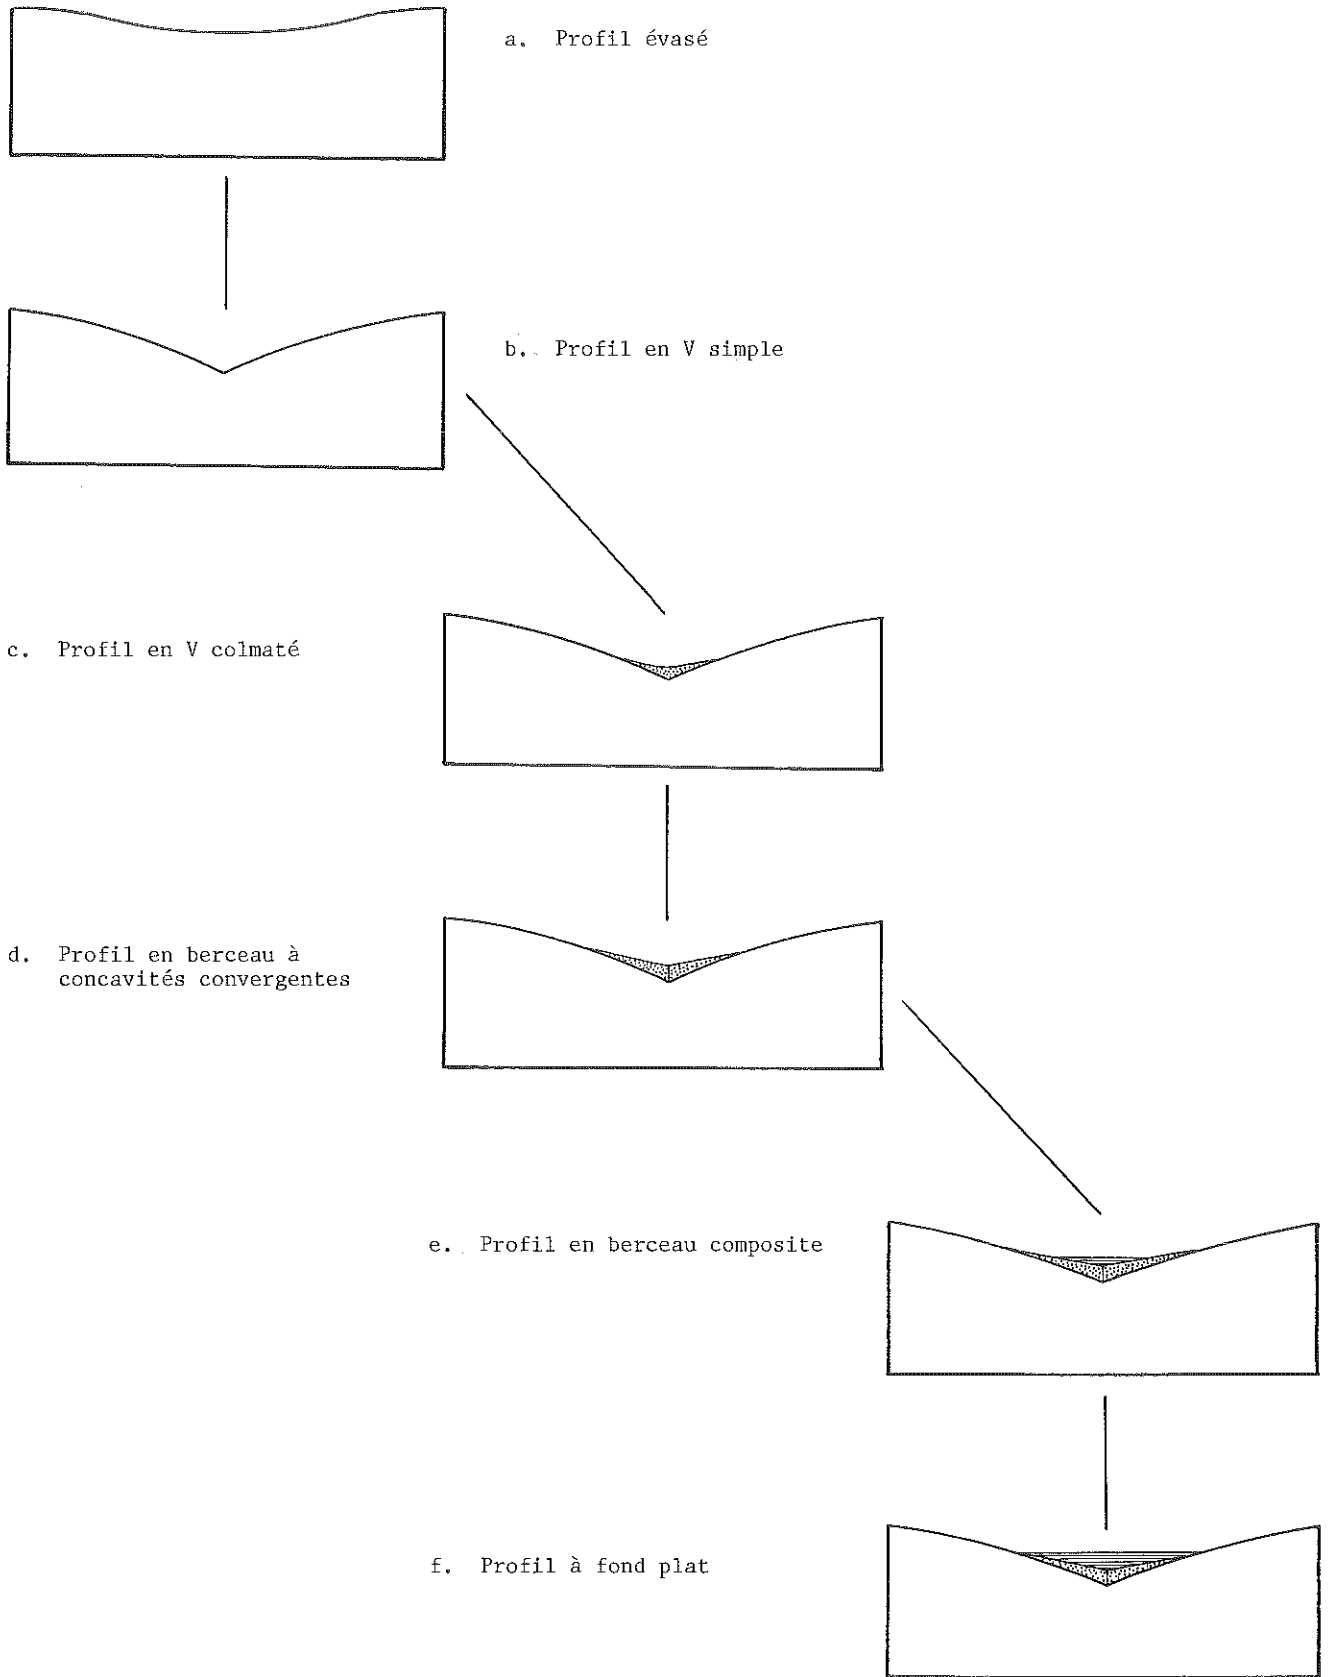 a. Profil évasé
b. Profil en V simple
c. Profil en V colmaté
d. Profil en berceau à
concavités convergentes
e. Profil en berceau composite
f. Profil à fond plat